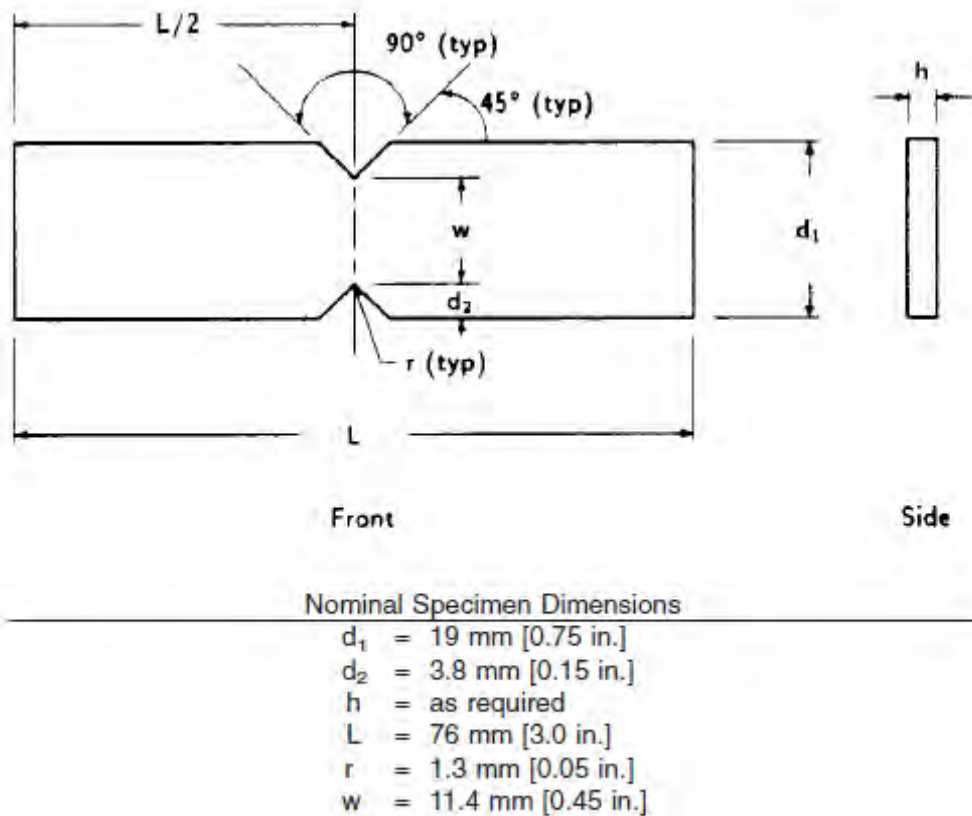 L/2
90° (typ)
45° (typ)
h
w
d₁
d₂
r (typ)
L
Front
Side
Nominal Specimen Dimensions
d₁ = 19 mm [0.75 in.]
d₂ = 3.8 mm [0.15 in.]
h = as required
L = 76 mm [3.0 in.]
r = 1.3 mm [0.05 in.]
w = 11.4 mm [0.45 in.]